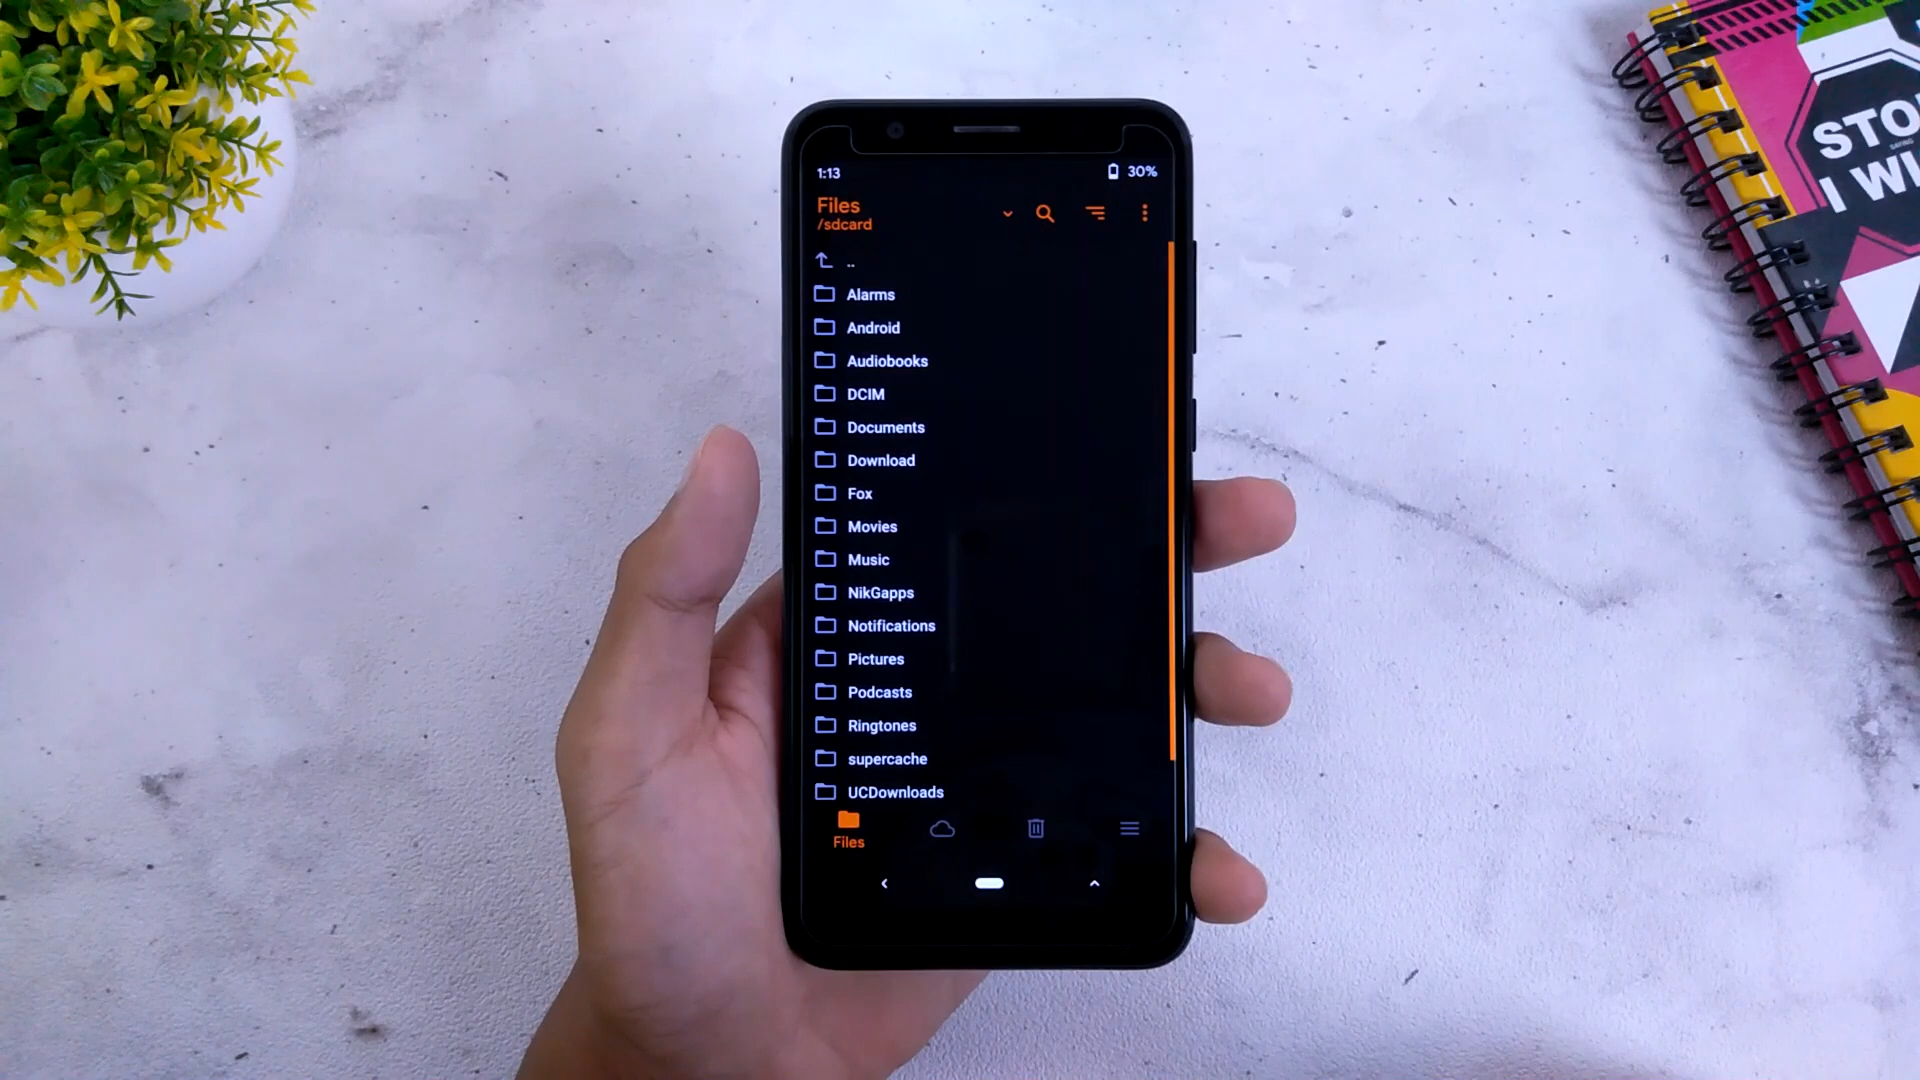 1:13
30%
Files
/sdcard
..
Alarms
Android
Audiobooks
DCIM
Documents
Download
Fox
Movies
Music
NikGapps
Notifications
Pictures
Podcasts
Ringtones
supercache
UCDownloads
Files
STO
I WI